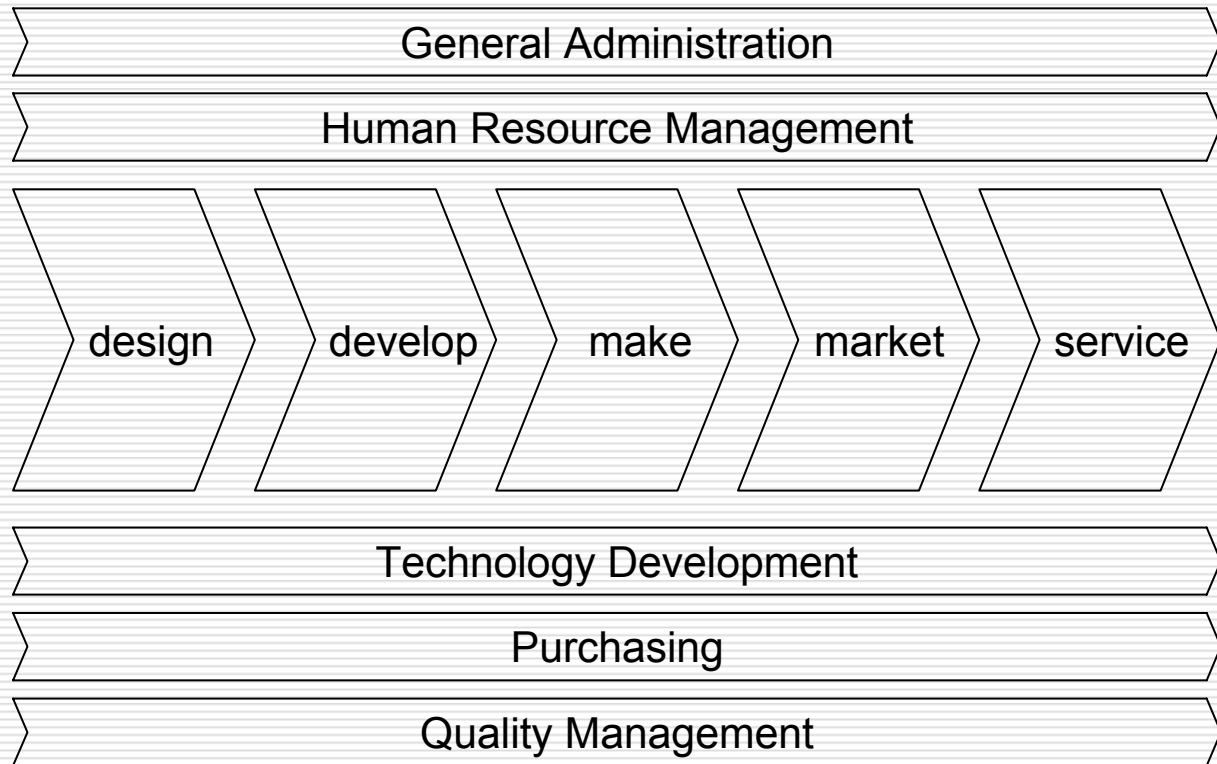 General Administration
Human Resource Management
design develop make market service
Technology Development
Purchasing
Quality Management